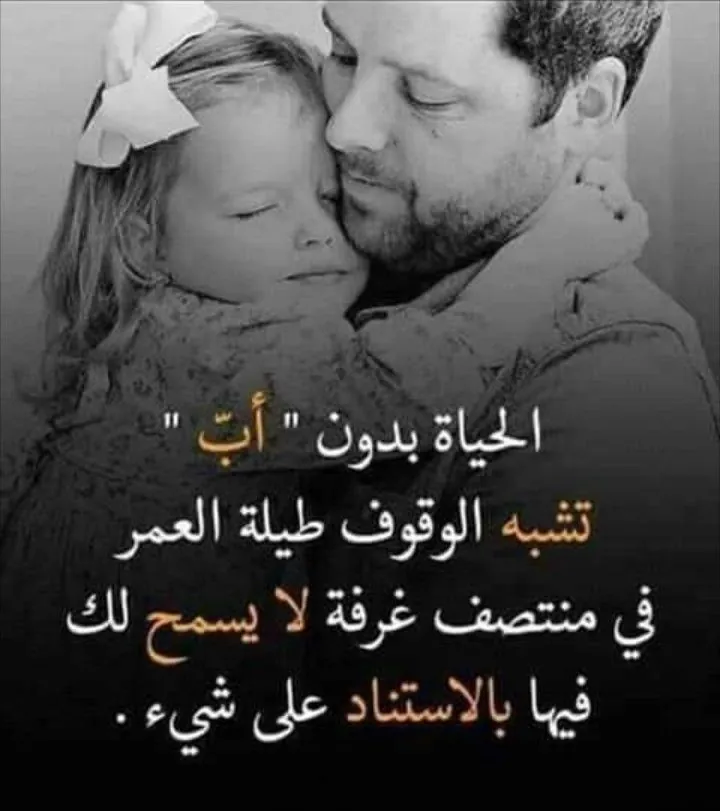 الحياة بدون " أبّ "
تشبه الوقوف طيلة العمر
في منتصف غرفة لا يسمح لك
فيها بالاستناد على شيء .